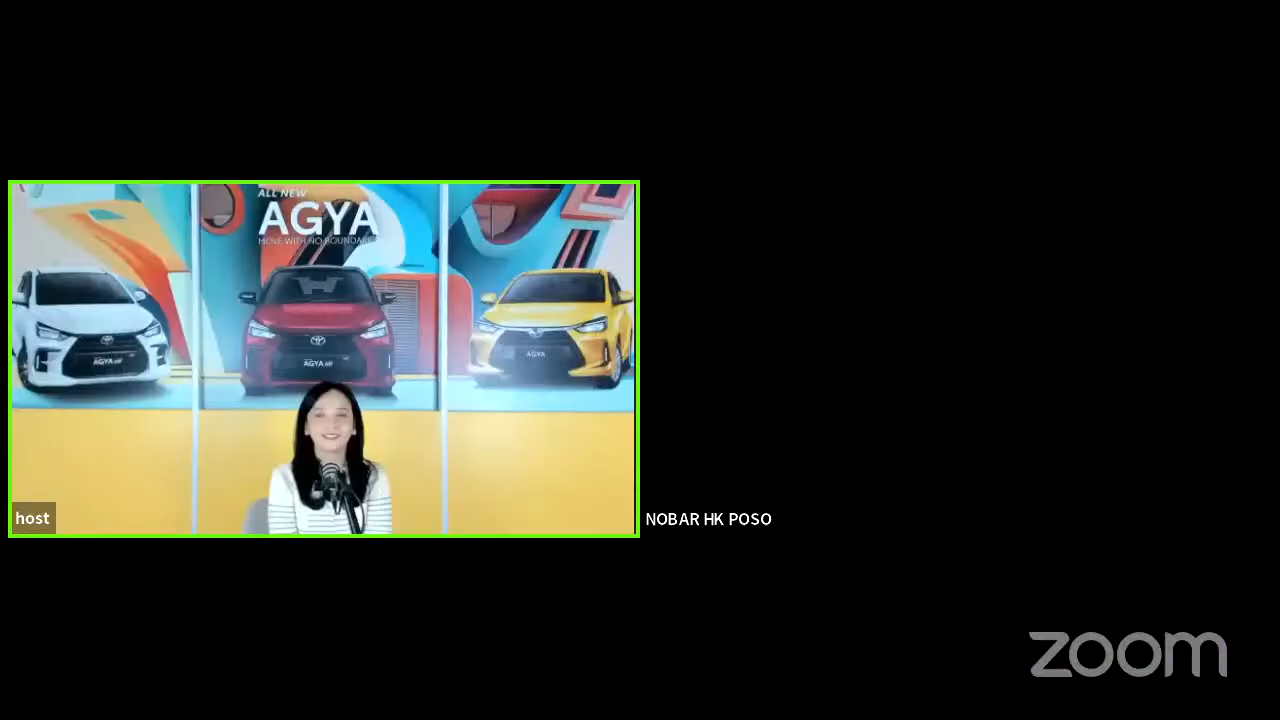 ALL NEW
AGYA
MOVE WITH NO BOUNDARIES
AGYA
AGYA
AGYA
host
NOBAR HK POSO
zoom